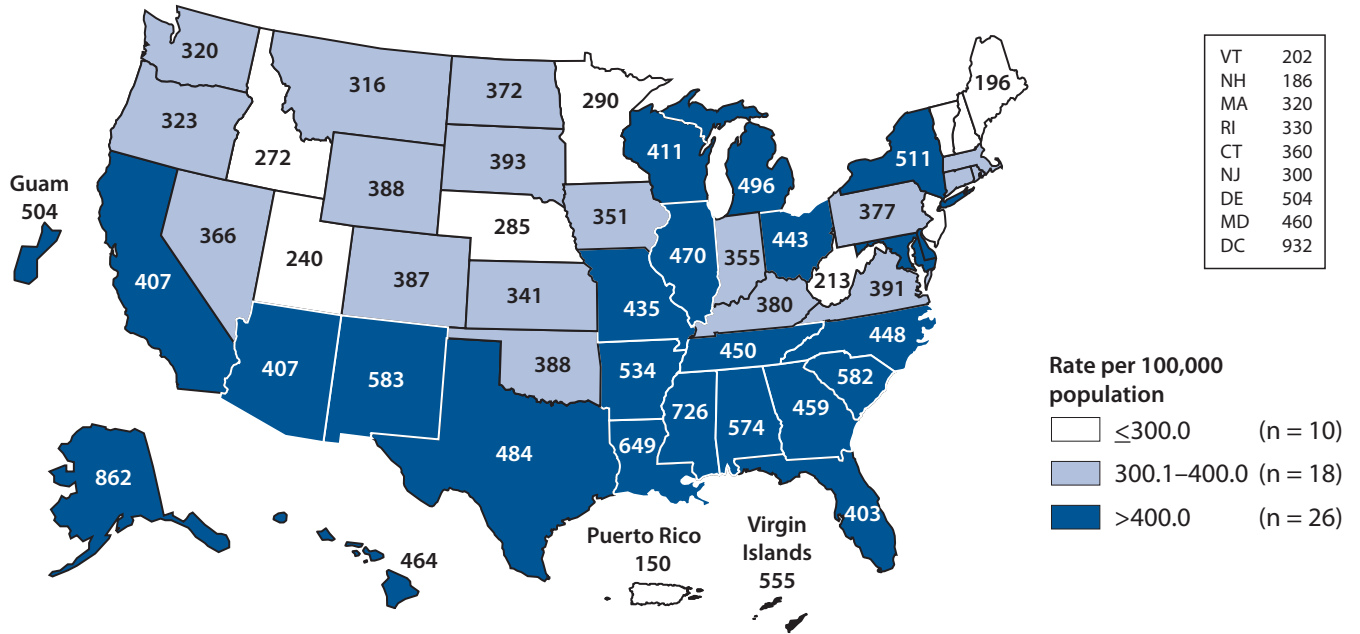 320
316
372
290
196
VT 202
NH 186
MA 320
RI 330
CT 360
NJ 300
DE 504
MD 460
DC 932
323
272
388
393
411
496
511
Guam
504
407
366
240
387
285
351
470
355
443
377
213
391
341
435
380
448
407
583
388
534
450
582
726
574
459
484
649
403
862
464
Puerto Rico
150
Virgin
Islands
555
Rate per 100,000
population
≤300.0 (n = 10)
300.1–400.0 (n = 18)
>400.0 (n = 26)